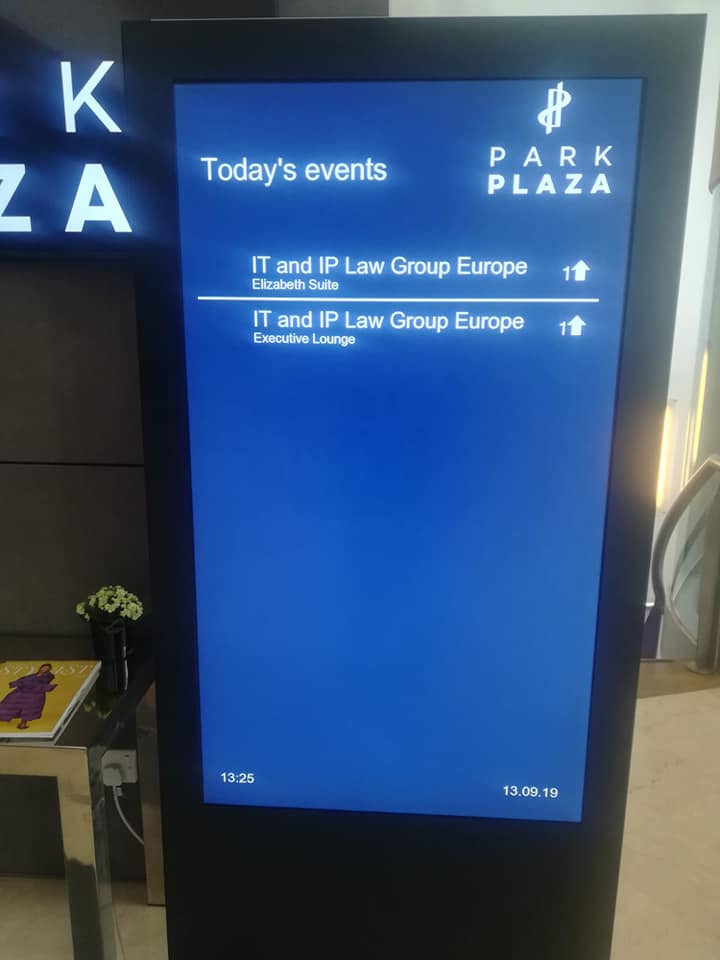 K
ZA
Today's events
PARK
PLAZA
IT and IP Law Group Europe
Elizabeth Suite
1
IT and IP Law Group Europe
Executive Lounge
1
STYLIST
13:25
13.09.19